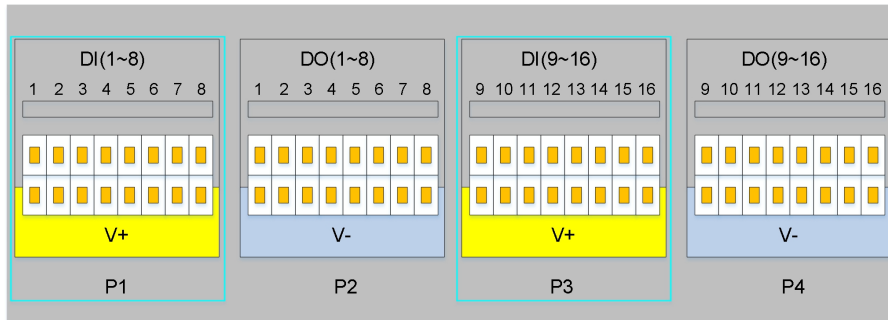 DI(1~8) DO(1~8) DI(9~16) DO(9~16)
1 2 3 4 5 6 7 8 1 2 3 4 5 6 7 8 9 10 11 12 13 14 15 16 9 10 11 12 13 14 15 16
V+ V- V+ V-
P1 P2 P3 P4